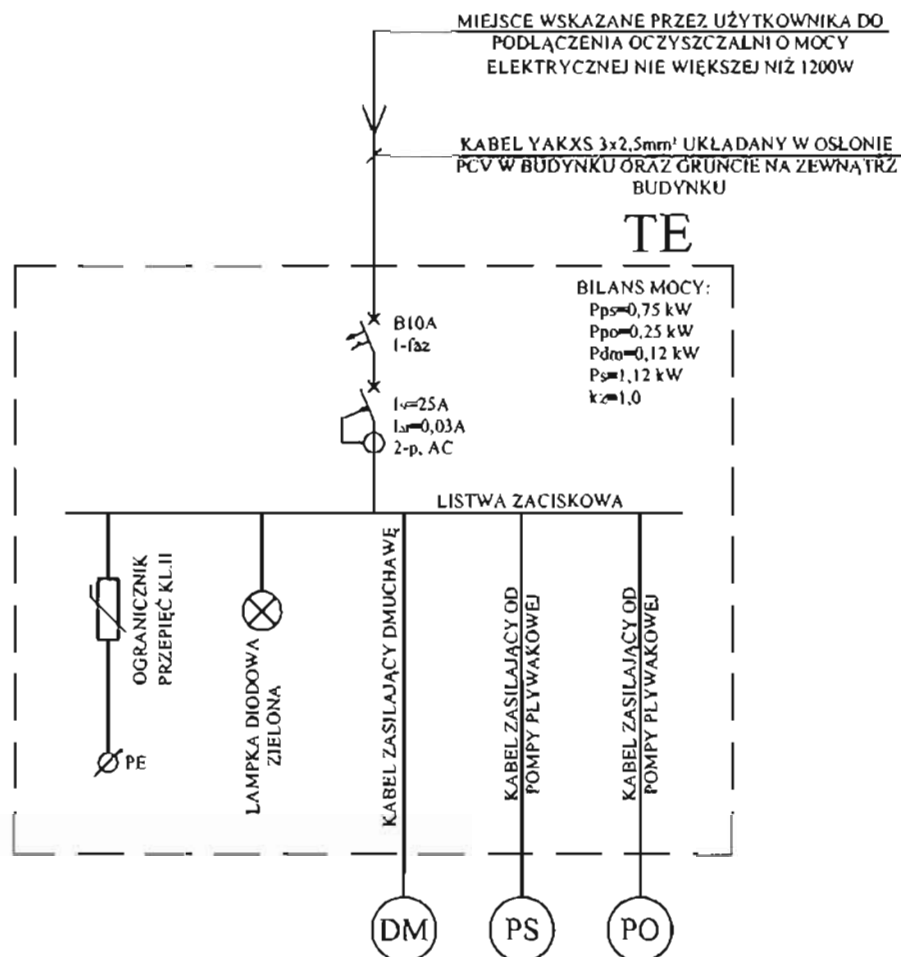 MIEJSCE WSKAZANE PRZEZ UŻYTKOWNIKA DO
PODŁĄCZENIA OCZYSZCZALNI O MOCY
ELEKTRYCZNEJ NIE WIĘKSZEJ NIŻ 1200W
KABEL YAKXS 3x2,5mm² UKŁADANY W OSŁONIE
PCV W BUDYNKU ORAZ GRUNCIE NA ZEWNĄTRZ
BUDYNKU
TE
BILANS MOCY:
Pps=0,75 kW
Ppo=0,25 kW
Pdm=0,12 kW
Ps=1,12 kW
kz=1,0
B10A
1-faz
=25A
=0,03A
2-p, AC
LISTWA ZACISKOWA
OGRANICZNIK
PRZEPIĘĆ KL.II
PE
LAMPKA DIODOWA
ZIELONA
KABEL ZASILAJĄCY DMUCHAWĘ
KABEL ZASILAJĄCY OD
POMPY PŁYWAKOWEJ
KABEL ZASILAJĄCY OD
POMPY PŁYWAKOWEJ
DM
PS
PO